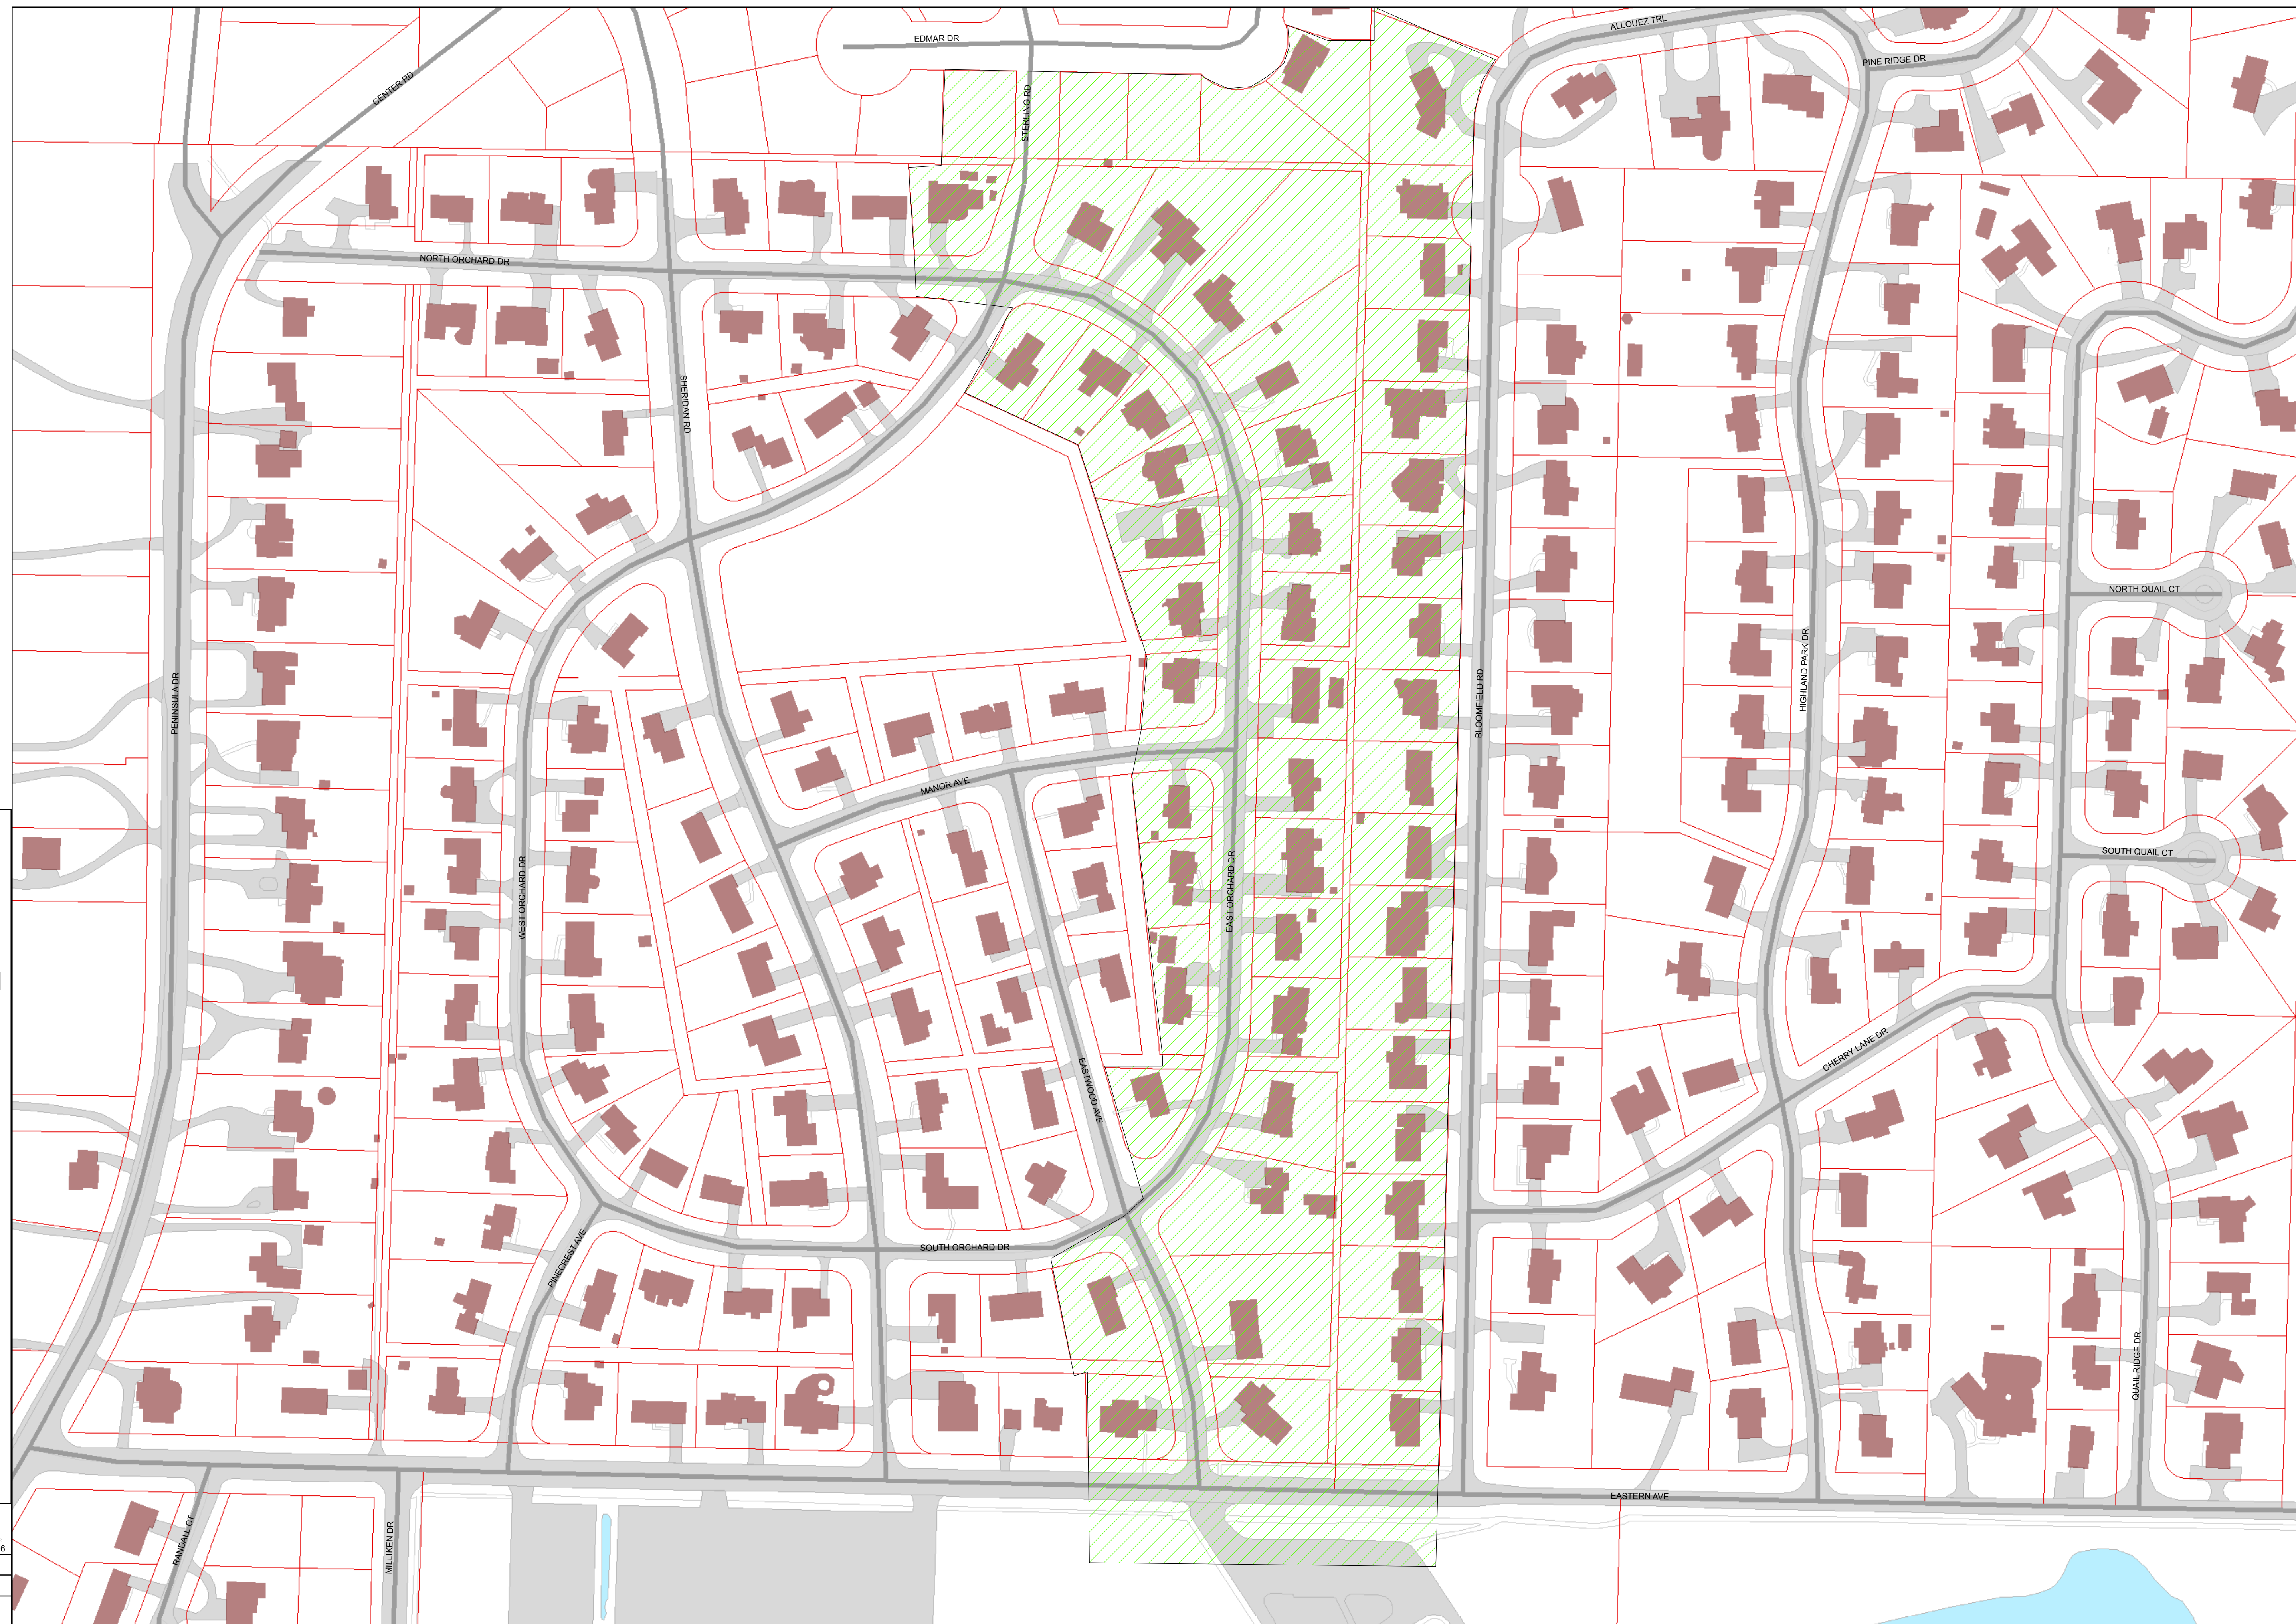 EDMAR DR
ALLOUEZ TRL
PINE RIDGE DR
CENTER RD
STERLING RD
NORTH ORCHARD DR
SHERIDAN RD
NORTH QUAIL CT
PENINSULA DR
HIGHLAND PARK DR
BLOOMFIELD RD
MANOR AVE
SOUTH QUAIL CT
WEST ORCHARD DR
EAST ORCHARD DR
CHERRY LANE DR
EASTWOOD AVE
SOUTH ORCHARD DR
PINECREST AVE
QUAIL RIDGE DR
EASTERN AVE
RANDALL CT
MILLIKEN DR
6